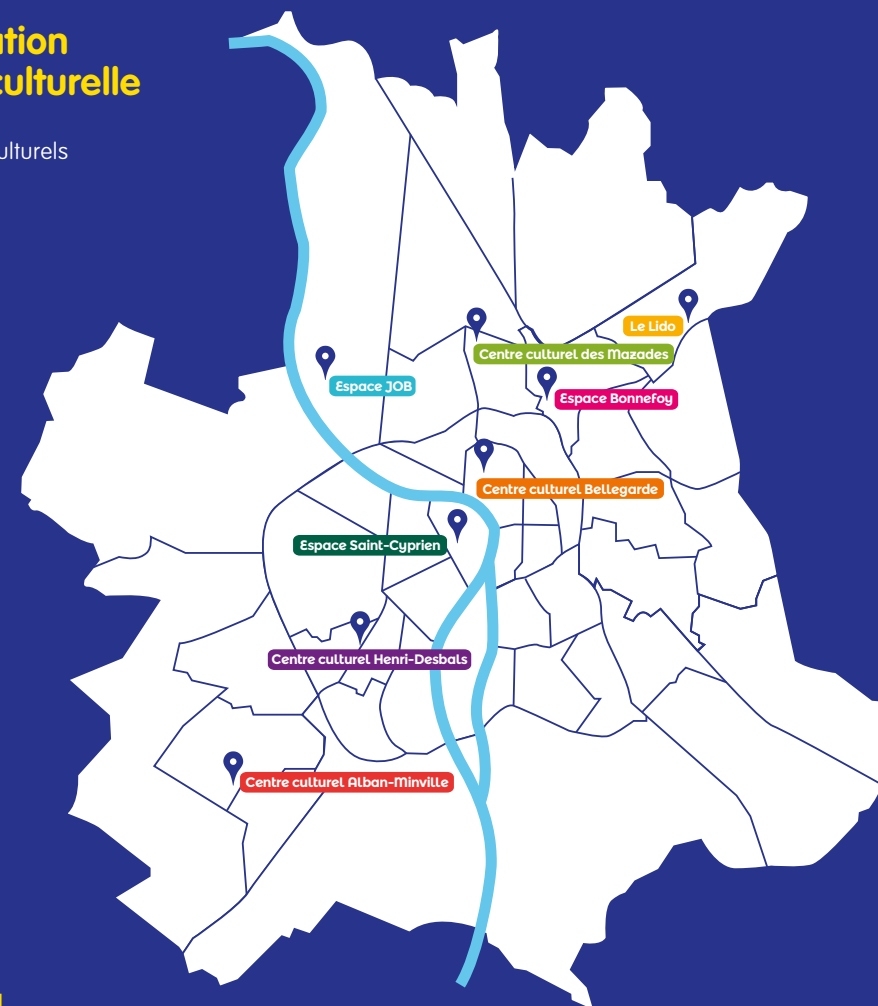 ation
culturelle
ulturels
Le Lido
Centre culturel des Mazades
Espace JOB
Espace Bonnefoy
Centre culturel Bellegarde
Espace Saint-Cyprien
Centre culturel Henri-Desbals
Centre culturel Alban-Minville